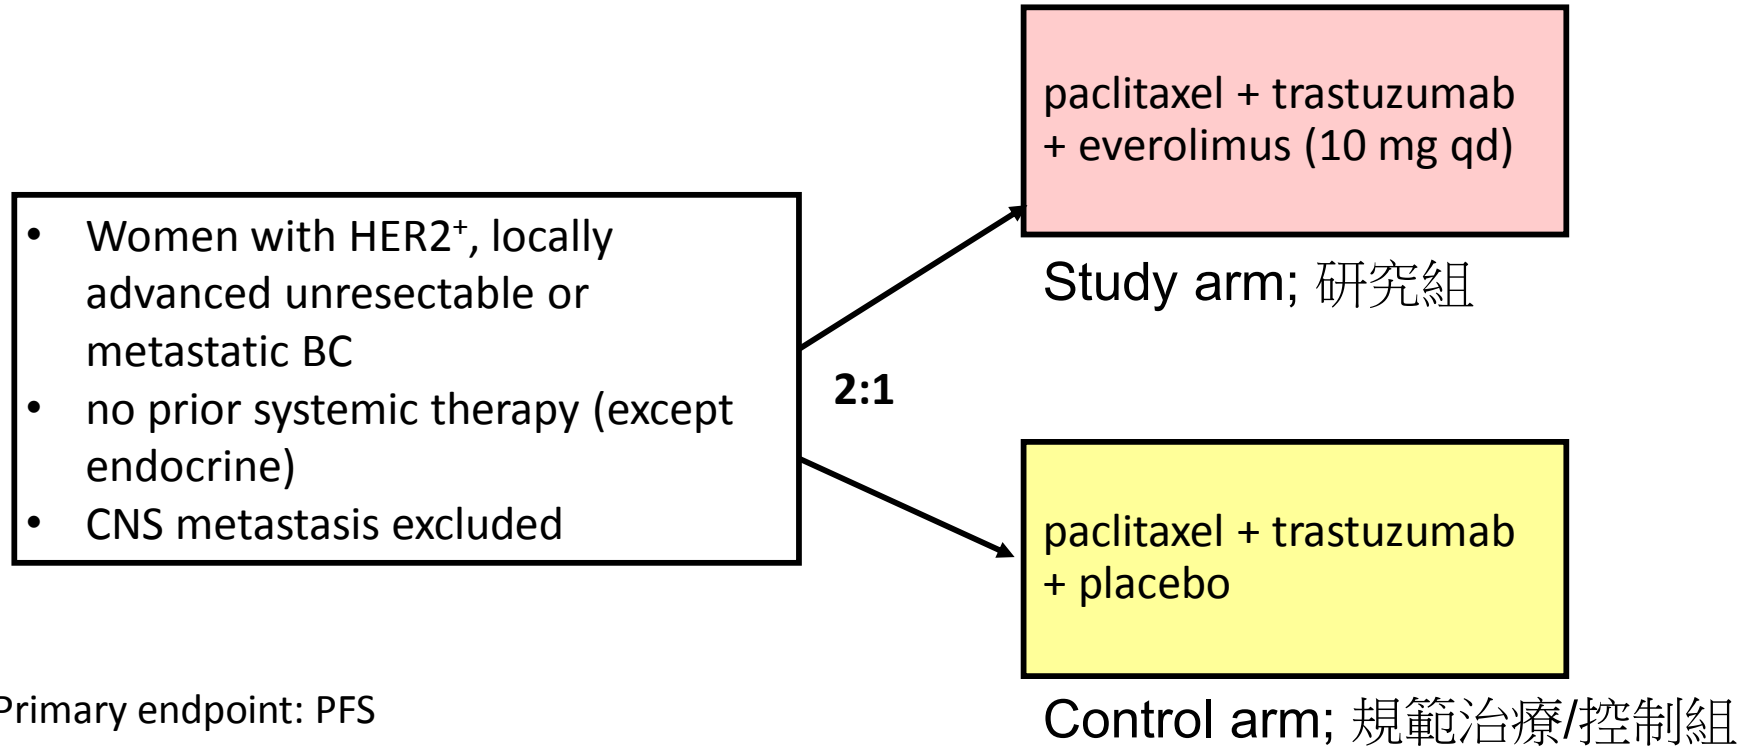 • Women with HER2⁺, locally
advanced unresectable or
metastatic BC
• no prior systemic therapy (except
endocrine)
• CNS metastasis excluded
2:1
paclitaxel + trastuzumab
+ everolimus (10 mg qd)
Study arm; 研究組
paclitaxel + trastuzumab
+ placebo
Control arm; 規範治療/控制組
Primary endpoint: PFS